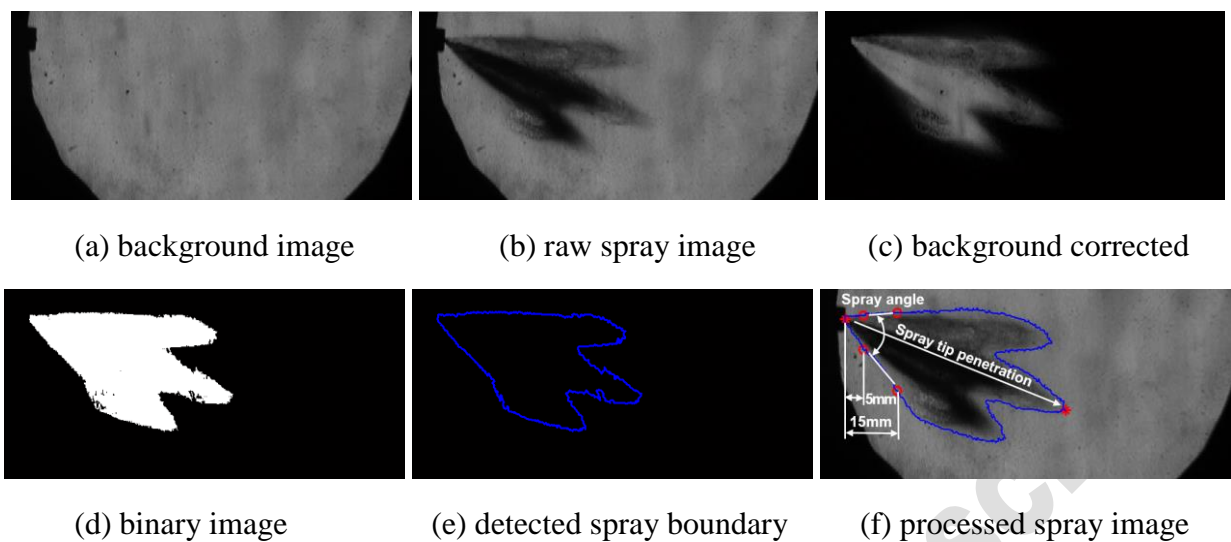 (a) background image
(b) raw spray image
(c) background corrected
Spray angle
Spray tip penetration
5mm
15mm
(d) binary image
(e) detected spray boundary
(f) processed spray image